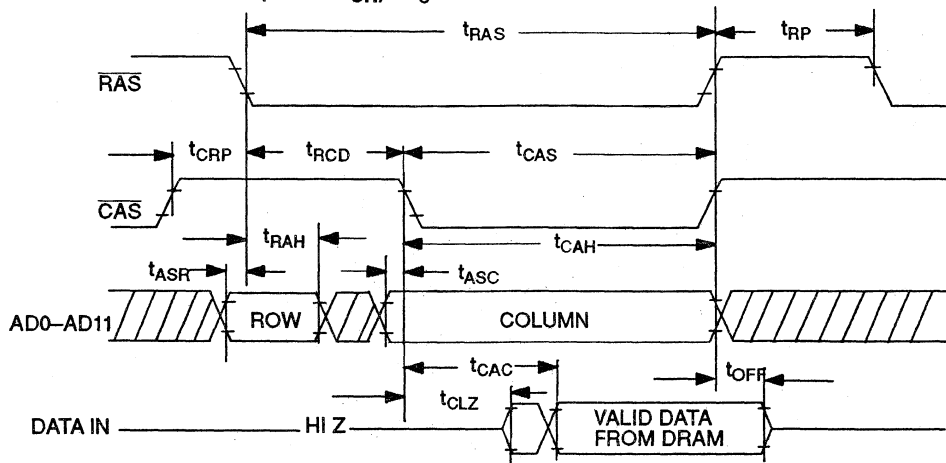 tRAS
tRP
RAS
tCRP
tRCD
tCAS
CAS
tRAH
tCAH
tASR
tASC
AD0–AD11
ROW
COLUMN
tCAC
tOFF
tCLZ
DATA IN
HI Z
VALID DATA
FROM DRAM